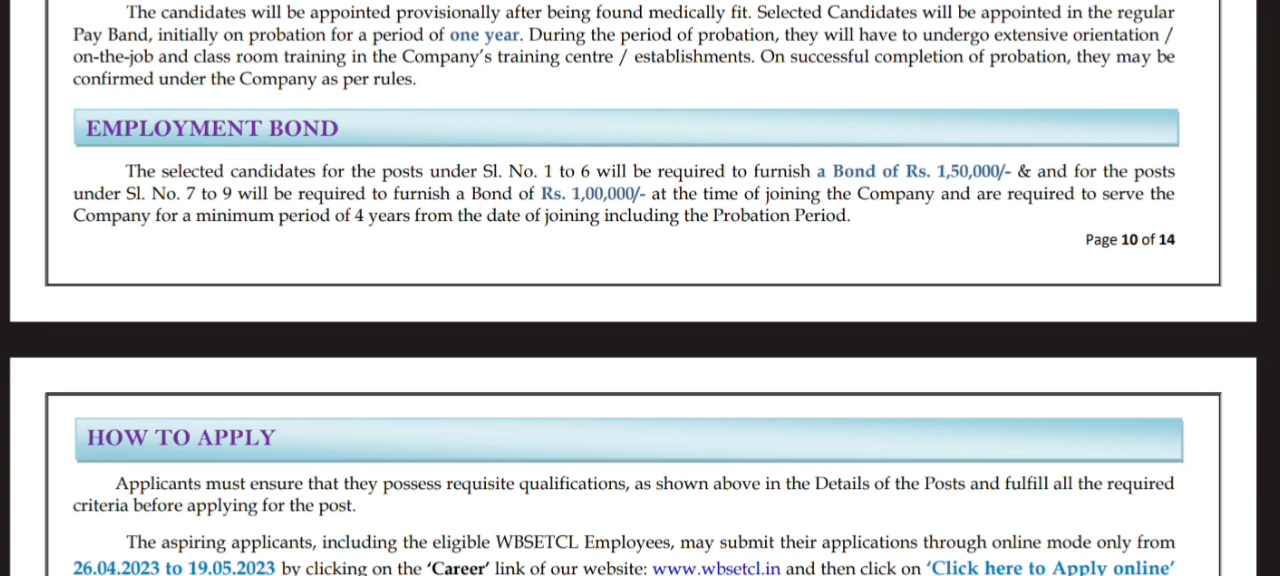 The candidates will be appointed provisionally after being found medically fit. Selected Candidates will be appointed in the regular
Pay Band, initially on probation for a period of one year. During the period of probation, they will have to undergo extensive orientation /
on-the-job and class room training in the Company's training centre / establishments. On successful completion of probation, they may be
confirmed under the Company as per rules.
EMPLOYMENT BOND
The selected candidates for the posts under Sl. No. 1 to 6 will be required to furnish a Bond of Rs. 1,50,000/- & and for the posts
under Sl. No. 7 to 9 will be required to furnish a Bond of Rs. 1,00,000/- at the time of joining the Company and are required to serve the
Company for a minimum period of 4 years from the date of joining including the Probation Period.
Page 10 of 14
HOW TO APPLY
Applicants must ensure that they possess requisite qualifications, as shown above in the Details of the Posts and fulfill all the required
criteria before applying for the post.
The aspiring applicants, including the eligible WBSETCL Employees, may submit their applications through online mode only from
26.04.2023 to 19.05.2023 by clicking on the 'Career' link of our website: www.wbsetcl.in and then click on 'Click here to Apply online'